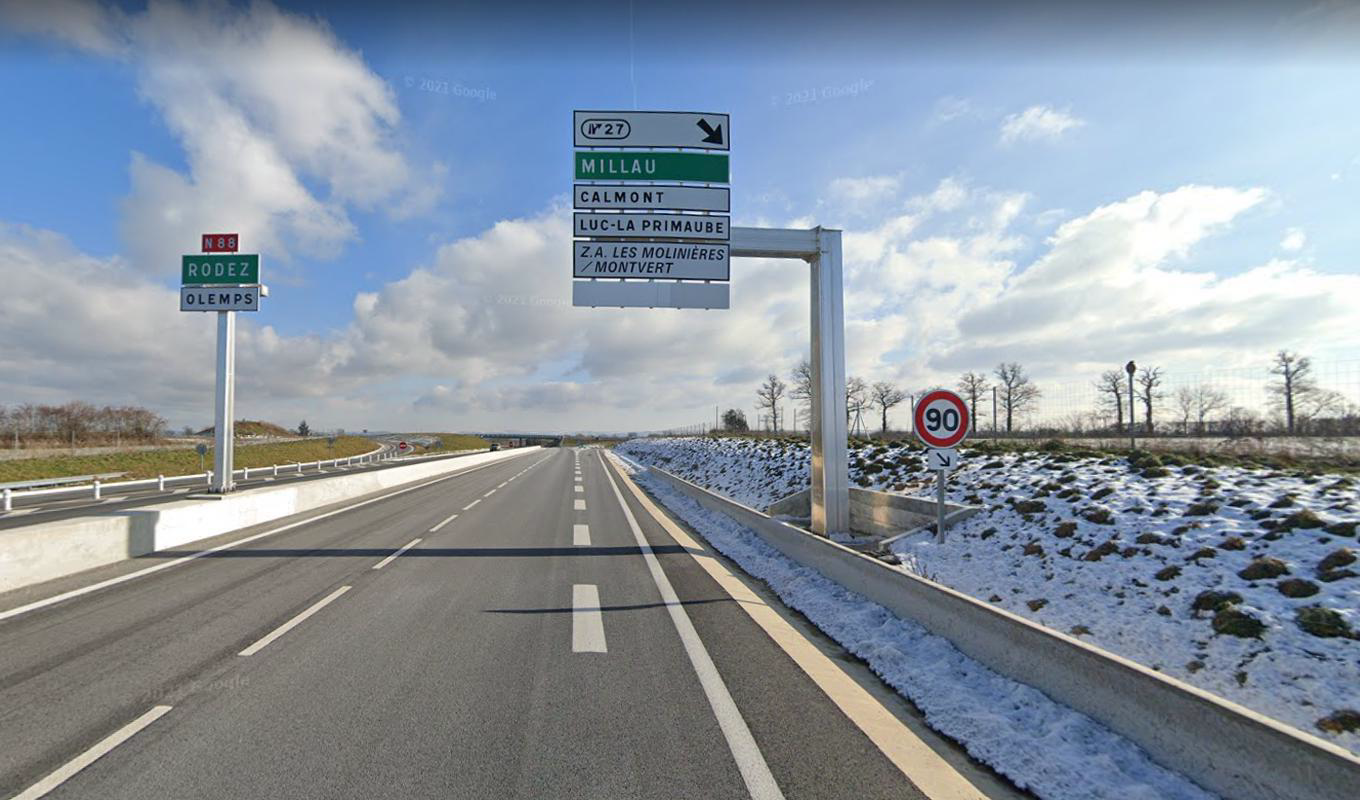 © 2021 Google
© 2021 Google
27
MILLAU
CALMONT
LUC-LA PRIMAUBE
Z.A. LES MOLINIÈRES
/ MONTVERT
N 88
RODEZ
OLEMPS
© 2021 Google
90
Google